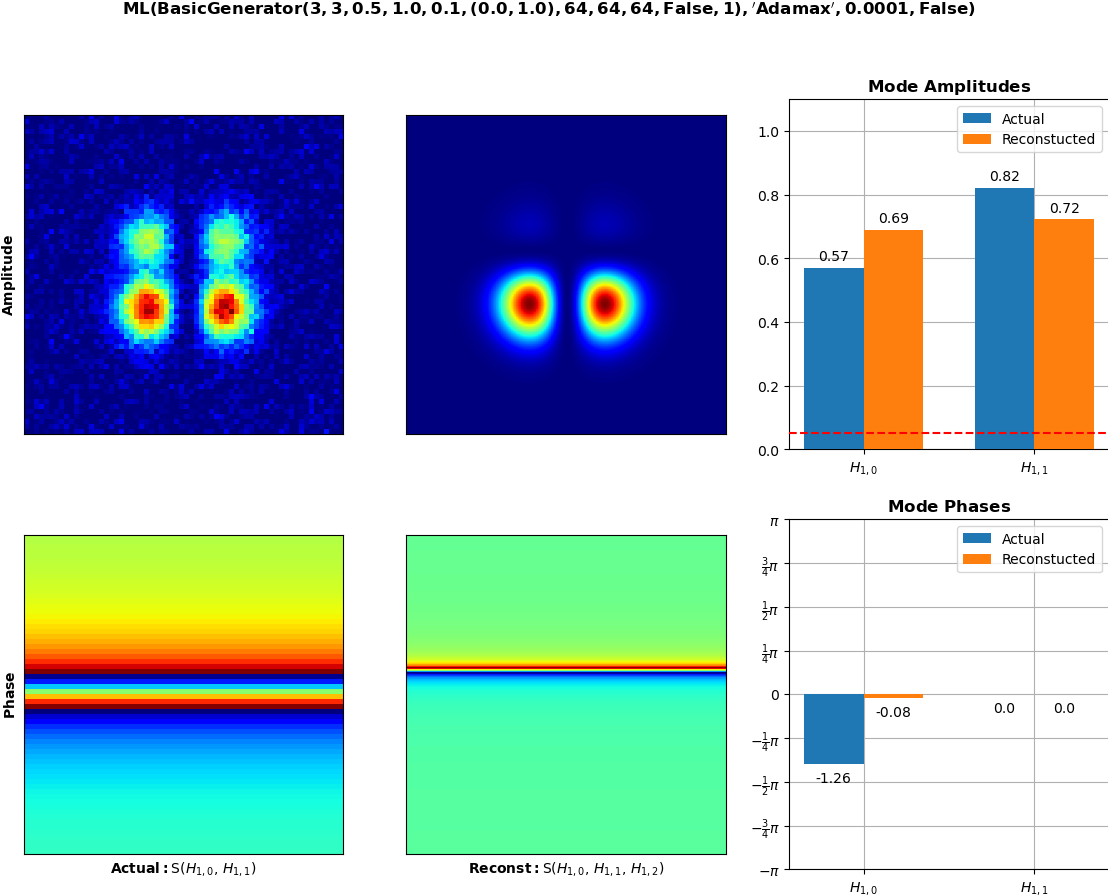 ML(BasicGenerator(3, 3, 0.5, 1.0, 0.1, (0.0, 1.0), 64, 64, 64, False, 1), ′Adamax′, 0.0001, False)
Amplitude
Mode Amplitudes
Actual
Reconstucted
1.0
0.8
0.6
0.4
0.2
0.0
0.57
0.69
0.82
0.72
H1,0
H1,1
Phase
Actual: S(H1,0, H1,1)
Reconst: S(H1,0, H1,1, H1,2)
Mode Phases
Actual
Reconstucted
π
3/4π
1/2π
1/4π
0
−1/4π
−1/2π
−3/4π
−π
-1.26
-0.08
0.0
0.0
H1,0
H1,1